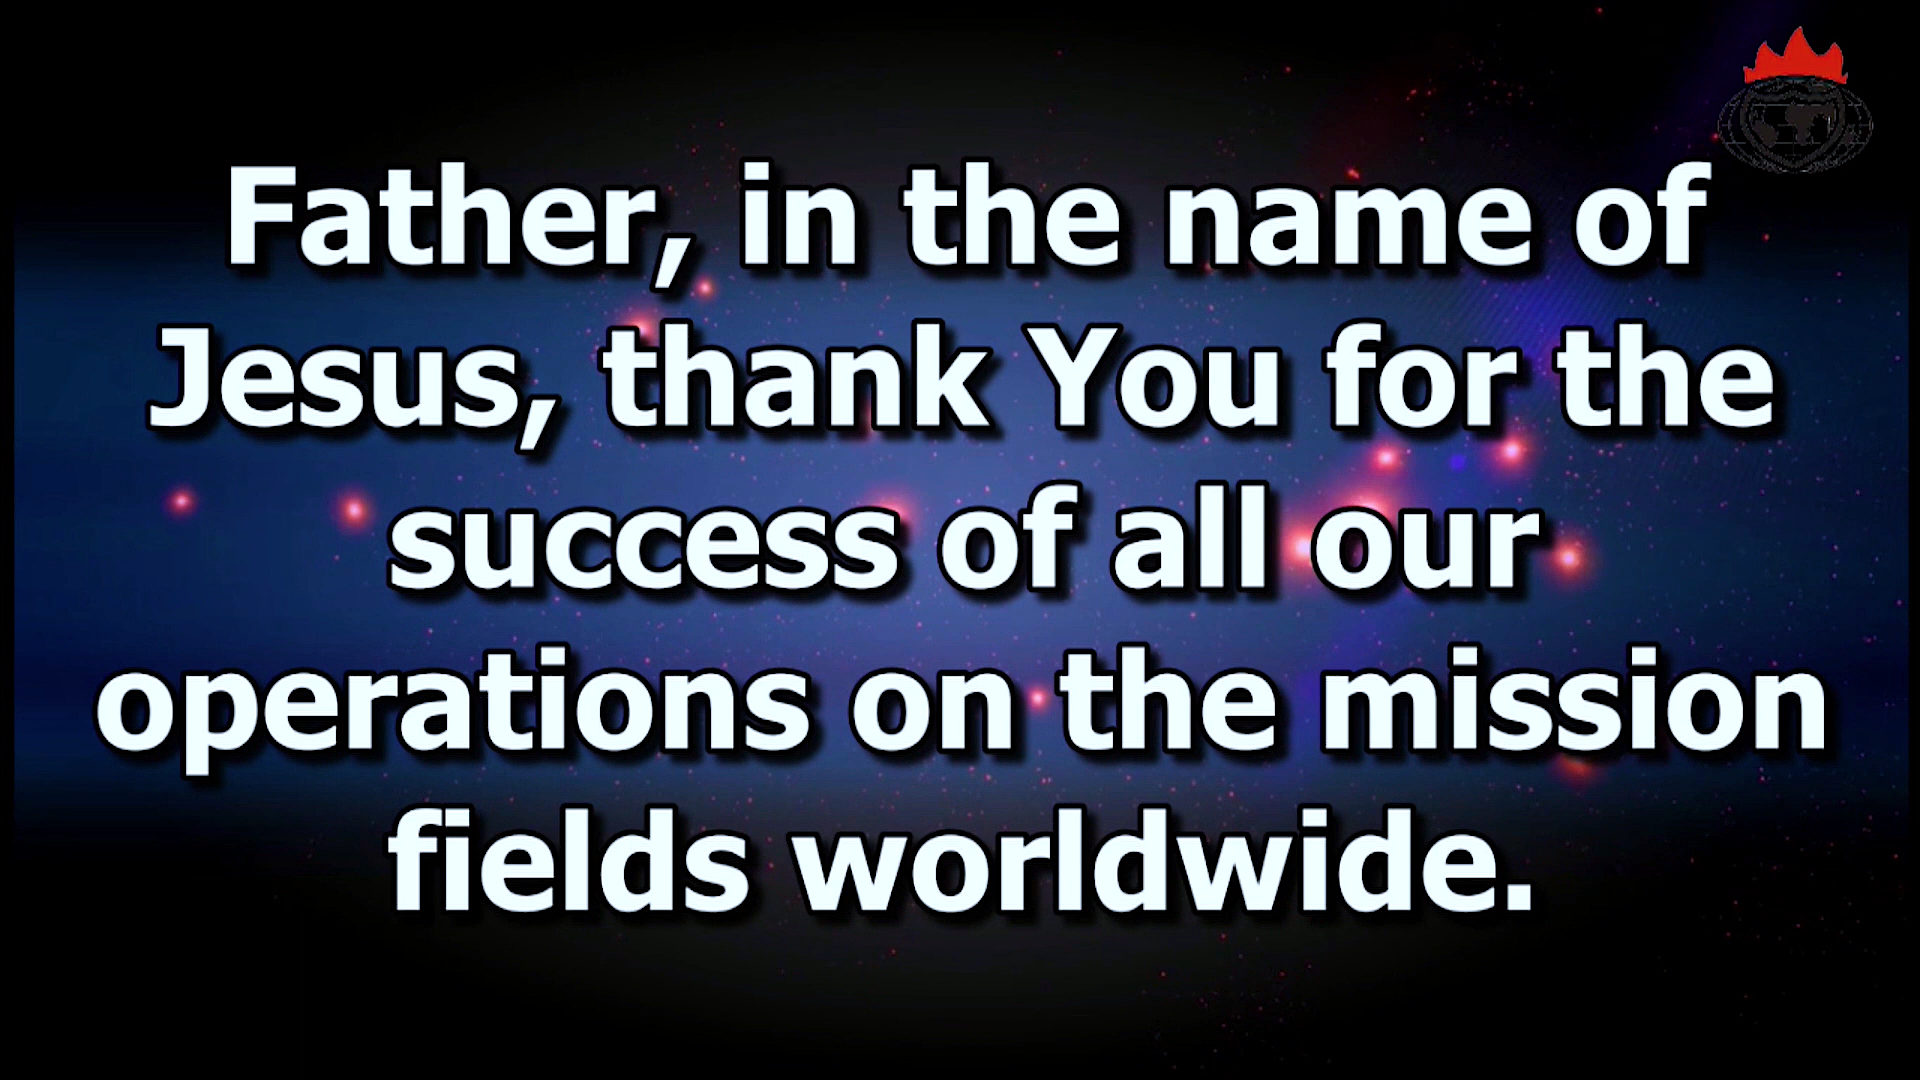 Father, in the name of
Jesus, thank You for the
success of all our
operations on the mission
fields worldwide.